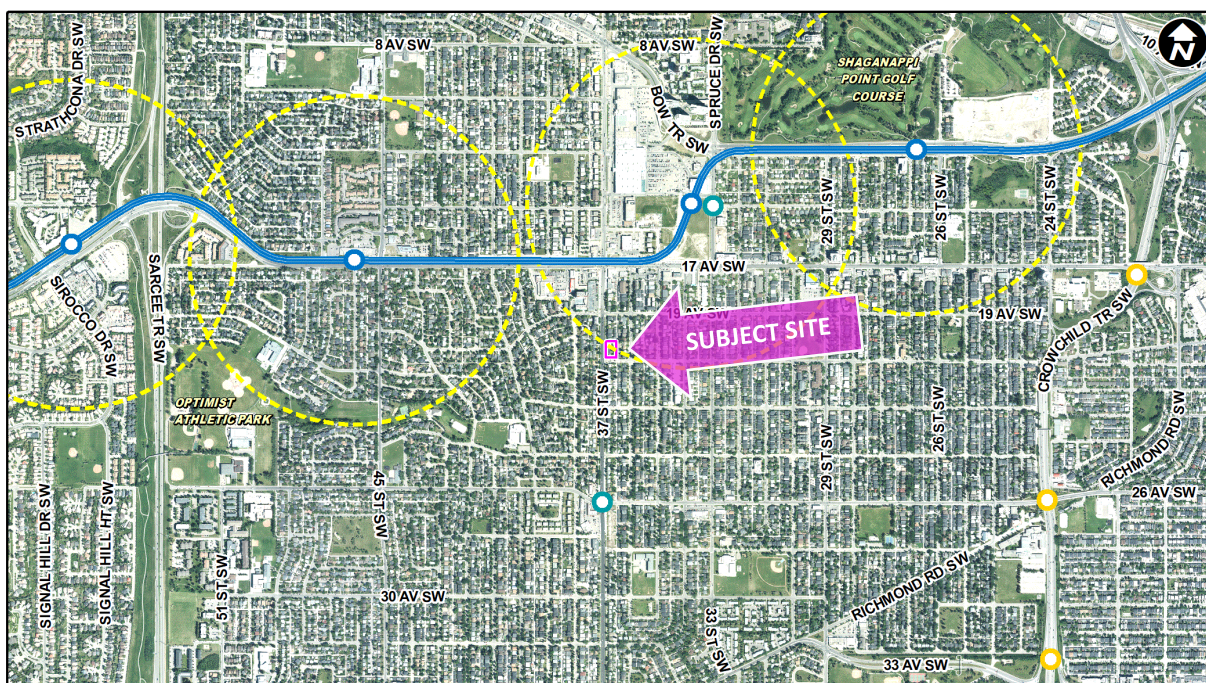 8 AV SW
8 AV SW
SPRUCE DR SW
N
STRATHCONA DR SW
BOW TR SW
SHAGANAPPI
POINT GOLF
COURSE
29 ST SW
26 ST SW
24 ST SW
17 AV SW
SIROCCO DR SW
SARCEE TR SW
19 AV SW
19 AV SW
SUBJECT SITE
CROWCHILD TR SW
OPTIMIST
ATHLETIC PARK
37 ST SW
29 ST SW
26 ST SW
RICHMOND RD SW
26 AV SW
45 ST SW
SIGNAL HILL DR SW
SIGNAL HT SW
51 ST SW
30 AV SW
33 ST SW
RICHMOND RD SW
33 AV SW